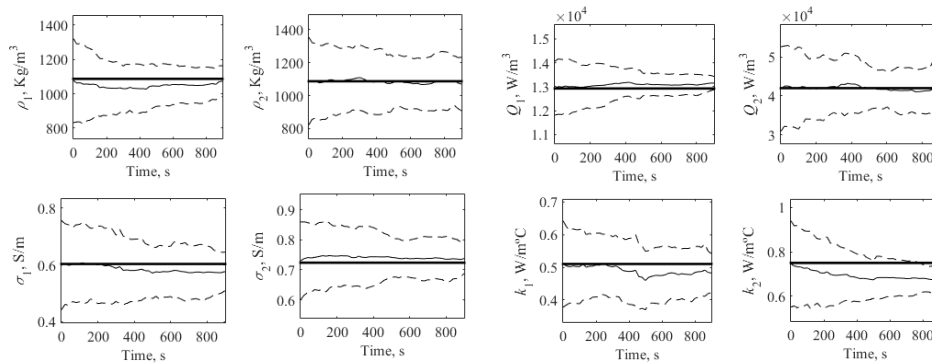 ρ₁, Kg/m³
1400
1200
1000
800
0 200 400 600 800
Time, s
ρ₂, Kg/m³
1400
1200
1000
800
0 200 400 600 800
Time, s
×10⁴
Q₁, W/m³
1.5
1.4
1.3
1.2
1.1
0 200 400 600 800
Time, s
×10⁴
Q₂, W/m³
5
4
3
0 200 400 600 800
Time, s
σ₁, S/m
0.8
0.6
0.4
0 200 400 600 800
Time, s
σ₂, S/m
0.9
0.8
0.7
0.6
0 200 400 600 800
Time, s
k₁, W/mºC
0.7
0.6
0.5
0.4
0 200 400 600 800
Time, s
k₂, W/mºC
1
0.8
0.6
0 200 400 600 800
Time, s